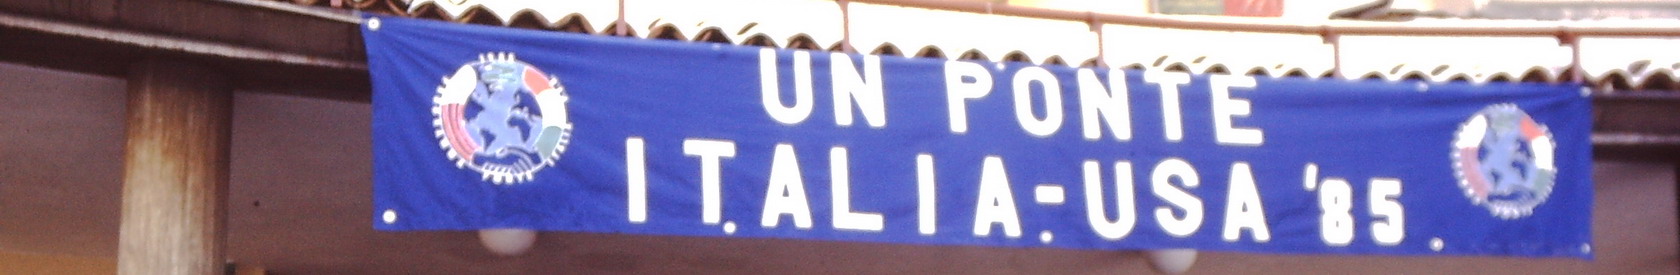 UN PONTE
ITALIA-USA '85